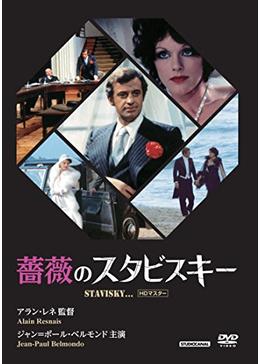 薔薇のスタビスキー
STAVISKY... HDマスター
アラン・レネ 監督
Alain Resnais
ジャン=ポール・ベルモンド 主演
Jean-Paul Belmondo
STUDIOCANAL
DVD
VIDEO